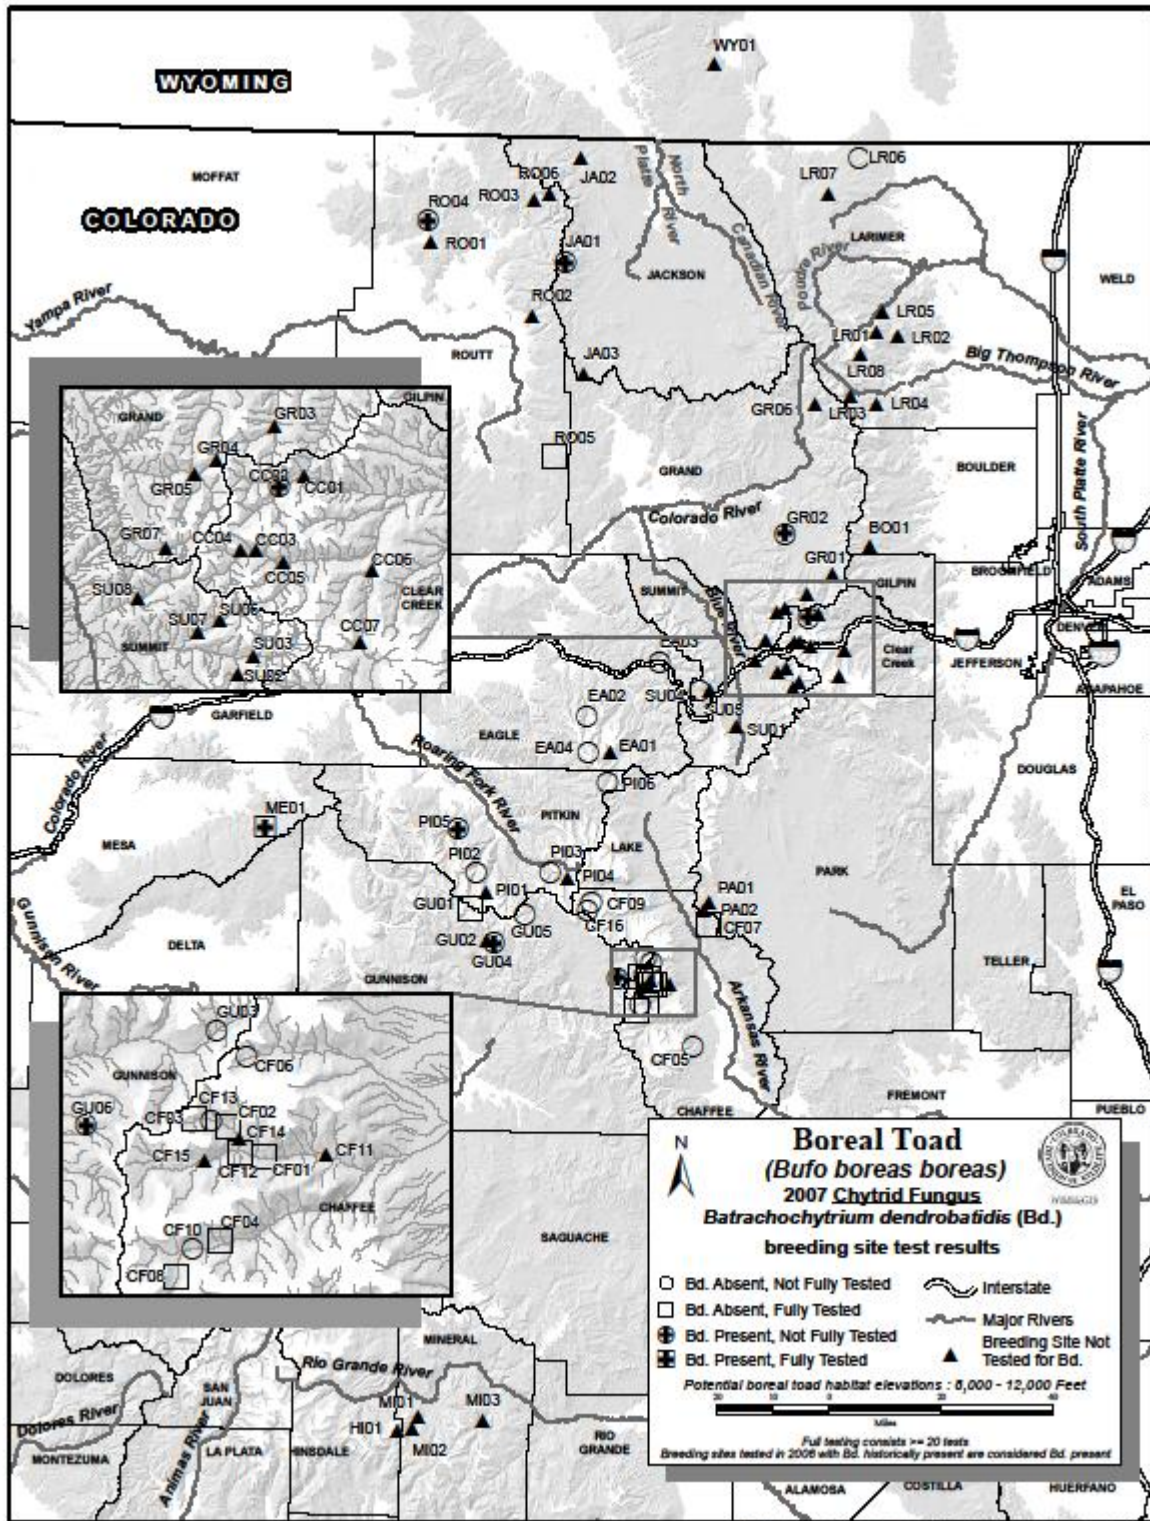 WY01
WYOMING
MOFFAT
COLORADO
RO04
RO01
RO03
RO06
JA02
JA01
RO02
JA03
RO05
North
Platte
River
Canadian River
JACKSON
LR06
LR07
LARIMER
Poudre River
WELD
LR05
LR01
LR02
LR08
Big Thompson River
GR06
LR03
LR04
Yampa River
ROUTT
GRAND
BOULDER
South Platte River
Colorado River
GR02
BO01
GR01
GILPIN
BROOMFIELD
ADAMS
DENVER
SUMMIT
Blue River
Clear
Creek
JEFFERSON
ARAPAHOE
GRAND
GILPIN
GR03
GR04
GR05
CC02
CC01
GR07
CC04
CC03
CC05
CC06
SU08
CLEAR
CREEK
SU07
SU06
SUMMIT
SU03
CC07
SU02
GARFIELD
EA03
EA02
SU04
SU05
SU01
EAGLE
EA04
EA01
DOUGLAS
Colorado River
Roaring Fork River
PI06
ME01
MESA
PI05
PITKIN
LAKE
PARK
PI02
PI03
PI04
PI01
GU01
CF09
CF16
GU05
PA01
PA02
CF07
EL
PASO
Gunnison River
DELTA
GU02
GU04
TELLER
GUNNISON
Arkansas River
CF05
GU03
CF06
GUNNISON
GU06
CF13
CF03
CF02
CF14
CF15
CF12
CF01
CF11
CHAFFEE
CF10
CF04
CF08
CHAFFEE
FREMONT
PUEBLO
SAGUACHE
N
Boreal Toad
(Bufo boreas boreas)
2007 Chytrid Fungus
Batrachochytrium dendrobatidis (Bd.)
breeding site test results
Bd. Absent, Not Fully Tested
Bd. Absent, Fully Tested
Bd. Present, Not Fully Tested
Bd. Present, Fully Tested
Interstate
Major Rivers
Breeding Site Not
Tested for Bd.
Potential boreal toad habitat elevations : 8,000 - 12,000 Feet
20 10 0 20 40
Miles
Full testing consists >= 20 tests
Breeding sites tested in 2006 with Bd. historically present are considered Bd. present
MINERAL
Rio Grande River
DOLORES
SAN
JUAN
Dolores River
MI01
MI03
HI01
MI02
LA PLATA
HINSDALE
RIO
GRANDE
MONTEZUMA
Animas River
ALAMOSA
COSTILLA
HUERFANO